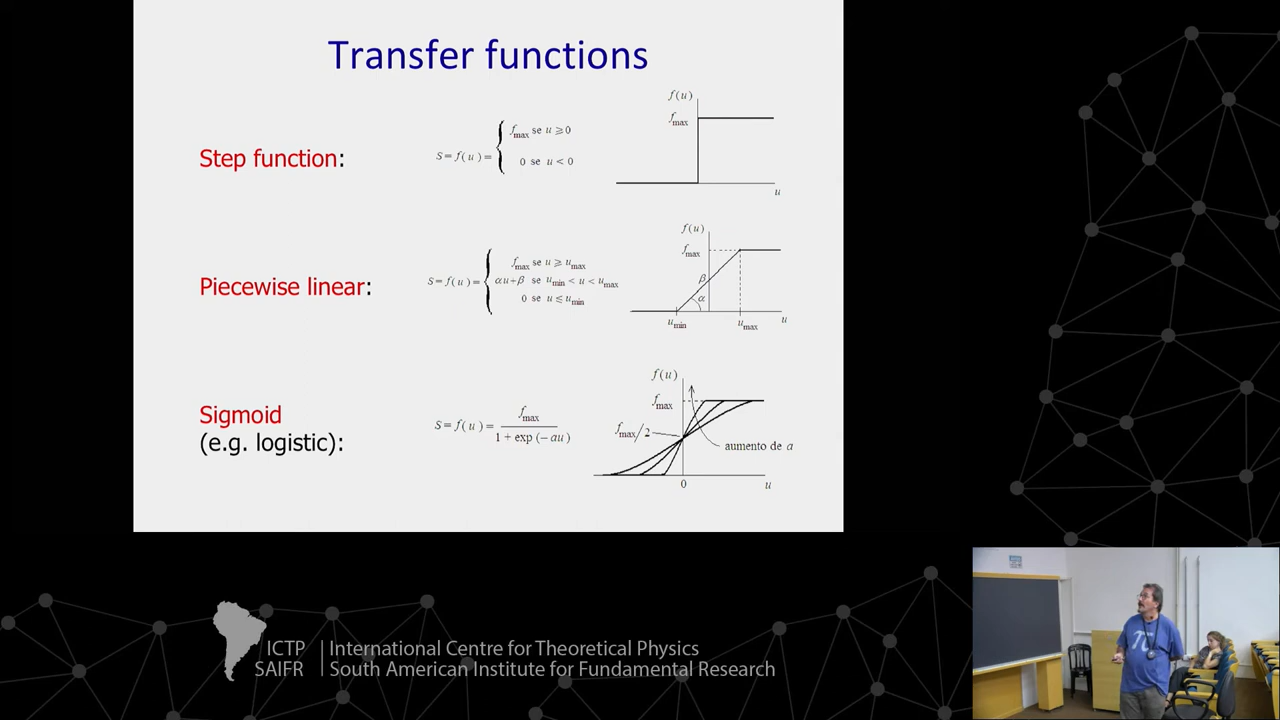 Transfer functions
Step function:
S = f(u) = { f_max se u ⩾ 0
0 se u < 0
f(u)
f_max
u
Piecewise linear:
S = f(u) = { f_max se u ⩾ u_max
αu+β se u_min < u < u_max
0 se u ⩽ u_min
f(u)
f_max
β
α
u_min
u_max
u
Sigmoid
(e.g. logistic):
S = f(u) = f_max / 1 + exp(−au)
f(u)
f_max
f_max/2
aumento de a
0
u
ICTP
SAIFR
International Centre for Theoretical Physics
South American Institute for Fundamental Research
π